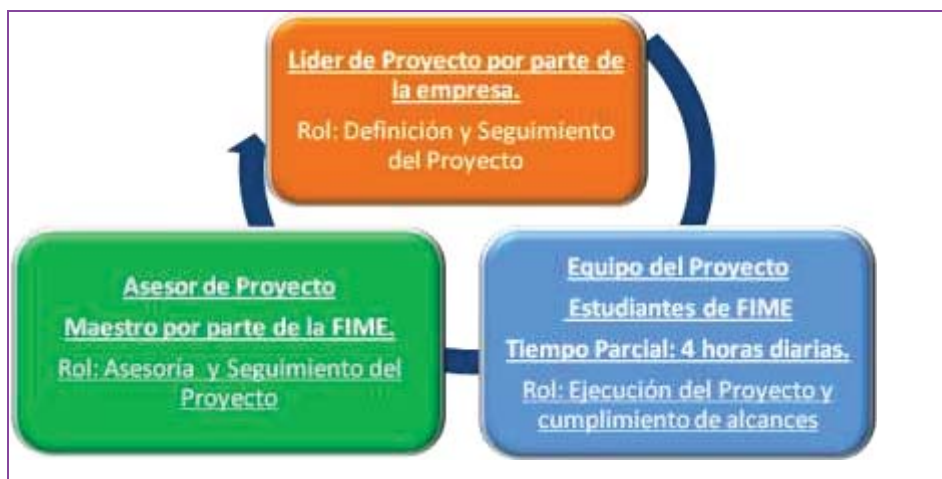 Líder de Proyecto por parte de
la empresa.
Rol: Definición y Seguimiento
del Proyecto
Asesor de Proyecto
Maestro por parte de la FIME.
Rol: Asesoría y Seguimiento del
Proyecto
Equipo del Proyecto
Estudiantes de FIME
Tiempo Parcial: 4 horas diarias.
Rol: Ejecución del Proyecto y
cumplimiento de alcances